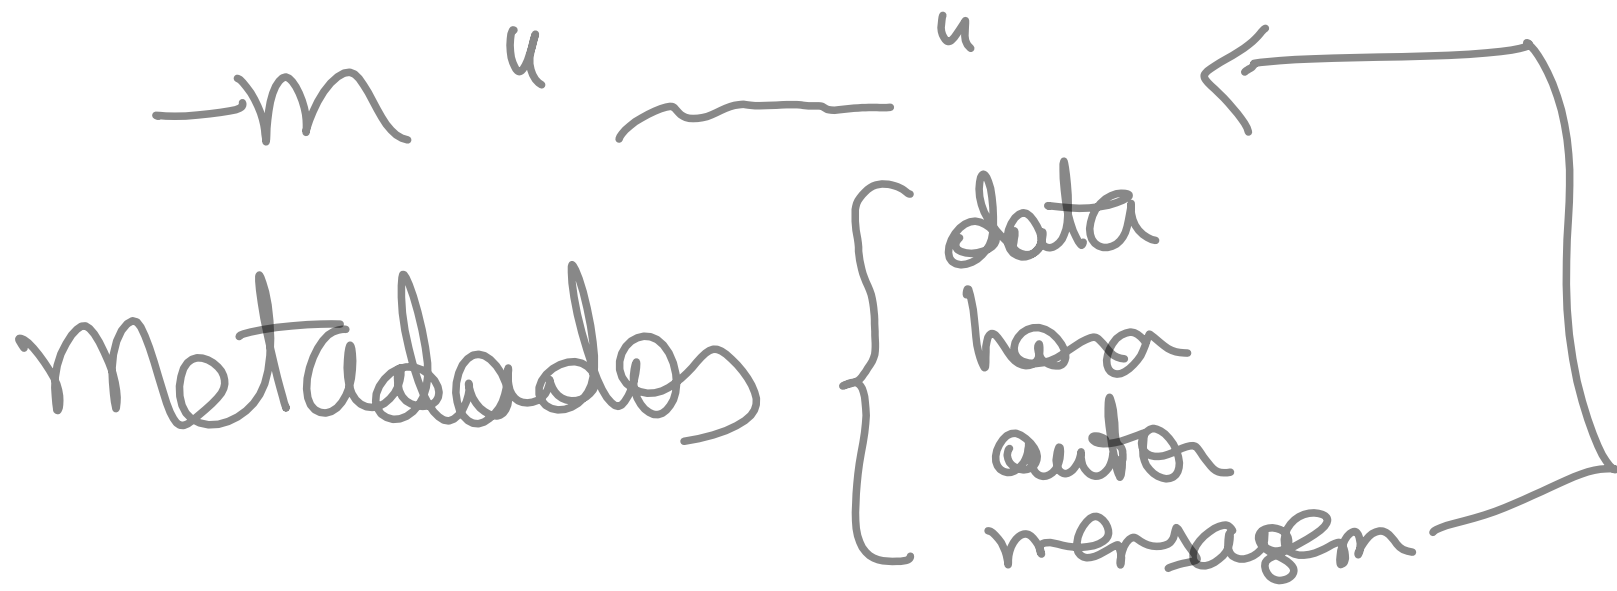 -m " "
metadados
data
hora
autor
mensagem